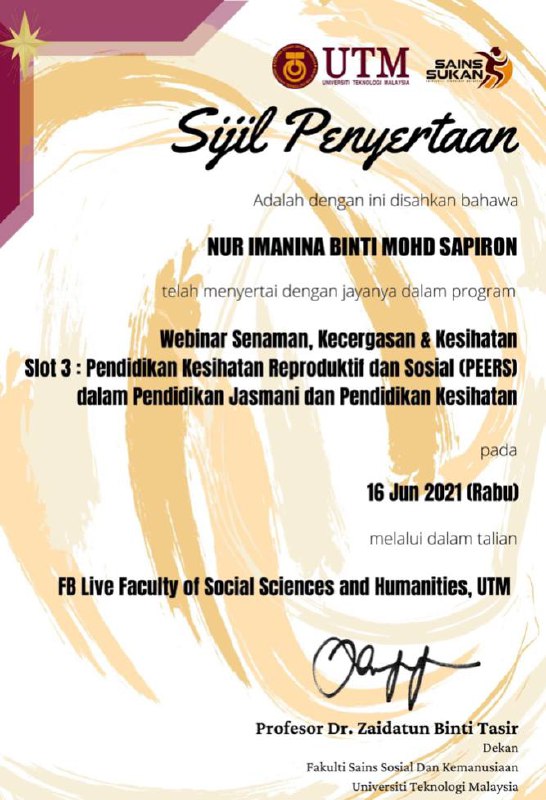 UTM
UNIVERSITI TEKNOLOGI MALAYSIA
SAINS
SUKAN
Sijil Penyertaan
Adalah dengan ini disahkan bahawa
NUR IMANINA BINTI MOHD SAPIRON
telah menyertai dengan jayanya dalam program
Webinar Senaman, Kecergasan & Kesihatan
Slot 3 : Pendidikan Kesihatan Reproduktif dan Sosial (PEERS)
dalam Pendidikan Jasmani dan Pendidikan Kesihatan
pada
16 Jun 2021 (Rabu)
melalui dalam talian
FB Live Faculty of Social Sciences and Humanities, UTM
Profesor Dr. Zaidatun Binti Tasir
Dekan
Fakulti Sains Sosial Dan Kemanusiaan
Universiti Teknologi Malaysia